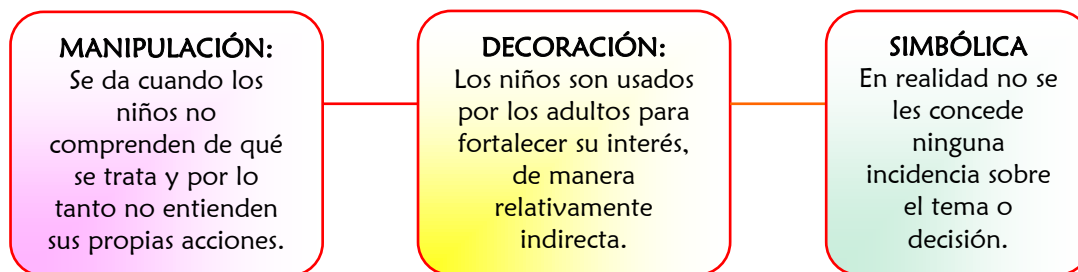 MANIPULACIÓN:
Se da cuando los
niños no
comprenden de qué
se trata y por lo
tanto no entienden
sus propias acciones.
DECORACIÓN:
Los niños son usados
por los adultos para
fortalecer su interés,
de manera
relativamente
indirecta.
SIMBÓLICA
En realidad no se
les concede
ninguna
incidencia sobre
el tema o
decisión.